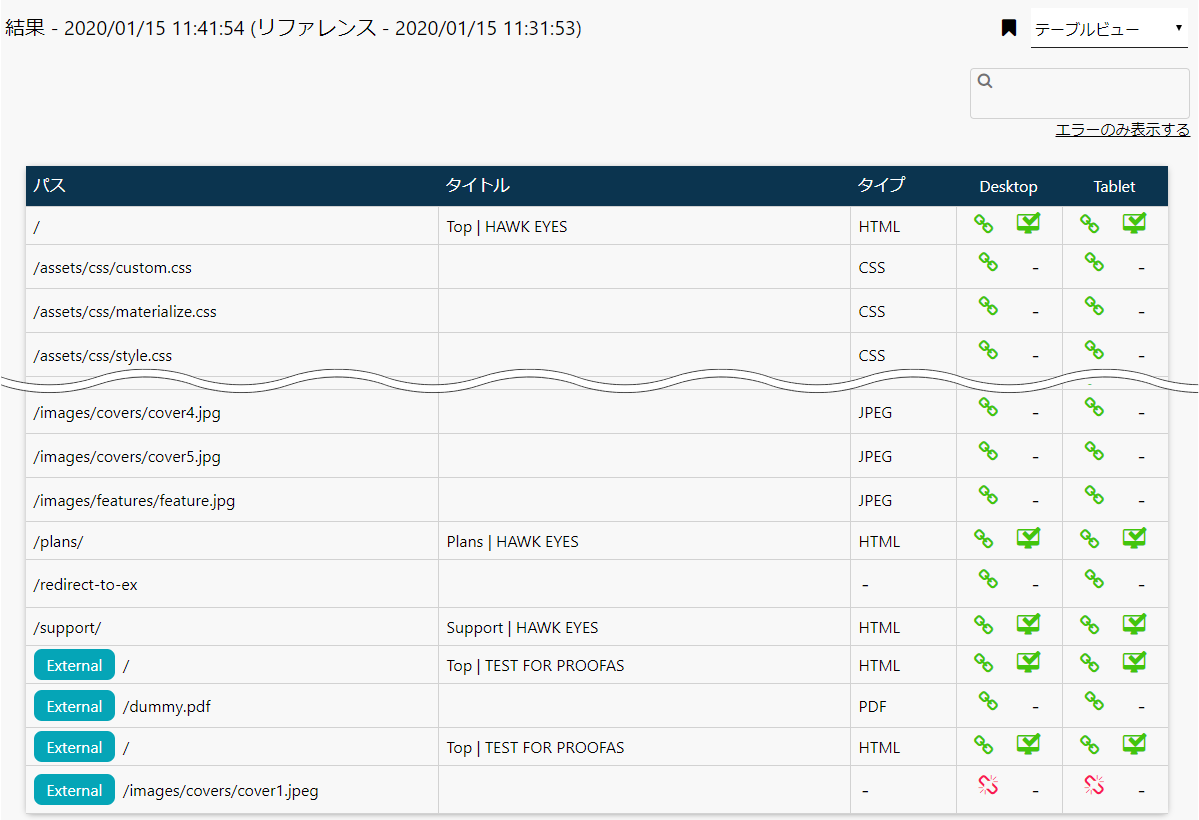 結果 - 2020/01/15 11:41:54 (リファレンス - 2020/01/15 11:31:53)
テーブルビュー
エラーのみ表示する
パス タイトル タイプ Desktop Tablet
/ Top | HAWK EYES HTML
/assets/css/custom.css CSS - -
/assets/css/materialize.css CSS - -
/assets/css/style.css CSS - -
/images/covers/cover4.jpg JPEG - -
/images/covers/cover5.jpg JPEG - -
/images/features/feature.jpg JPEG - -
/plans/ Plans | HAWK EYES HTML
/redirect-to-ex - - -
/support/ Support | HAWK EYES HTML
External / Top | TEST FOR PROOFAS HTML
External /dummy.pdf PDF - -
External / Top | TEST FOR PROOFAS HTML
External /images/covers/cover1.jpeg - - -